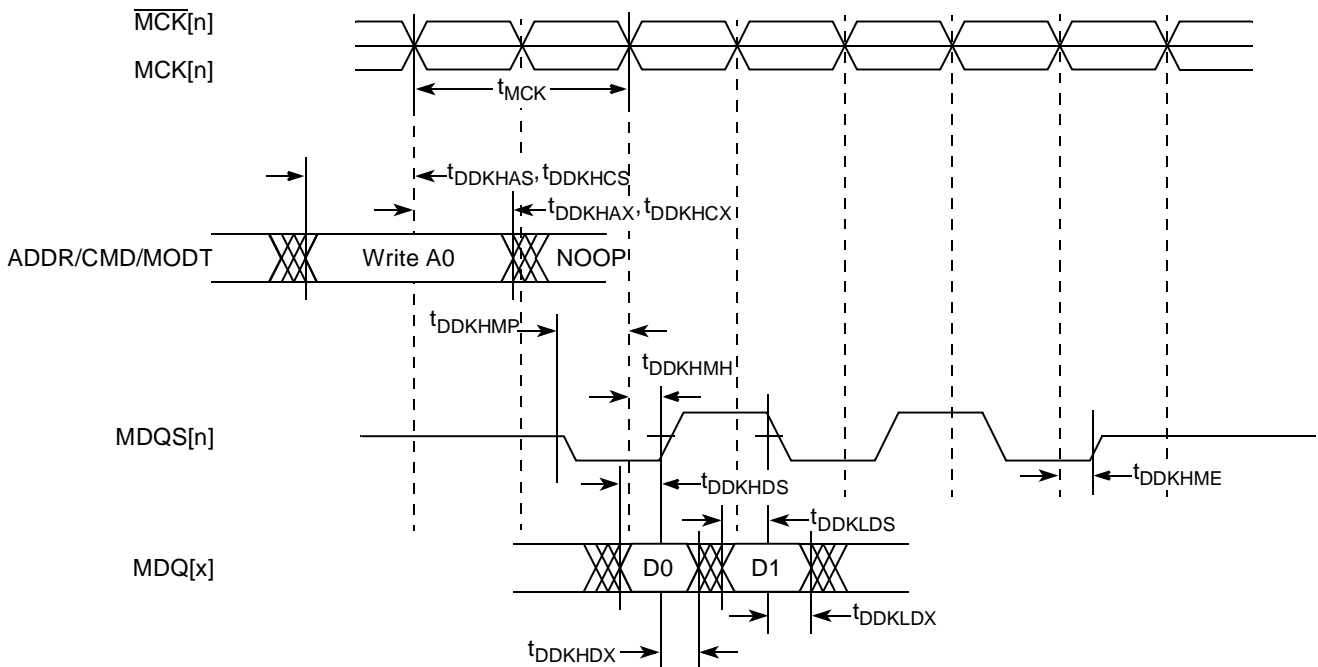 M̅C̅K̅[n]
MCK[n]
tMCK
tDDKHAS, tDDKHCS
tDDKHAX, tDDKHCX
ADDR/CMD/MODT
Write A0
NOOP
tDDKHMP
tDDKHMH
MDQS[n]
tDDKHME
tDDKHDS
tDDKLDS
MDQ[x]
D0
D1
tDDKLDX
tDDKHDX